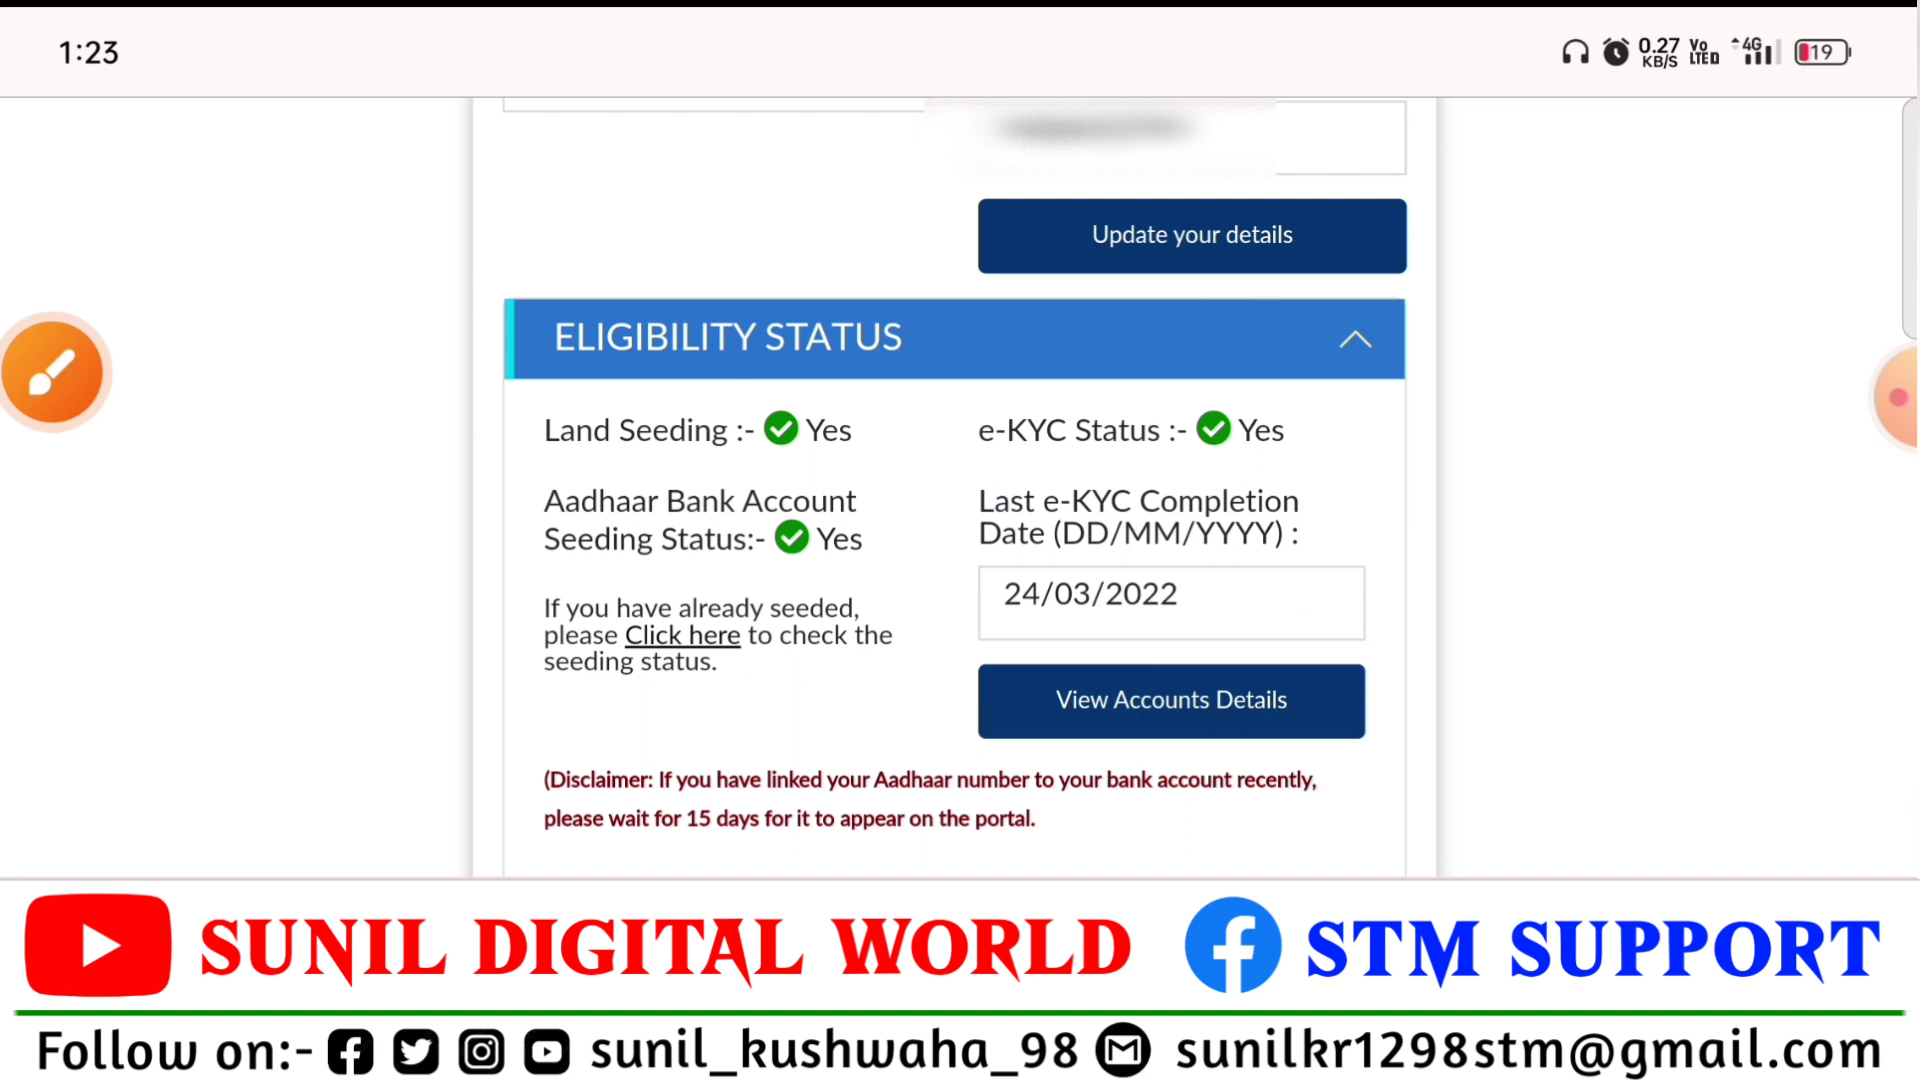 1:23
0.27 KB/S Vo LTE 4G 19
Update your details
ELIGIBILITY STATUS
Land Seeding :- Yes
e-KYC Status :- Yes
Aadhaar Bank Account
Seeding Status:- Yes
Last e-KYC Completion
Date (DD/MM/YYYY) :
24/03/2022
If you have already seeded,
please Click here to check the
seeding status.
View Accounts Details
(Disclaimer: If you have linked your Aadhaar number to your bank account recently,
please wait for 15 days for it to appear on the portal.
SUNIL DIGITAL WORLD
STM SUPPORT
Follow on:- sunil_kushwaha_98 sunilkr1298stm@gmail.com